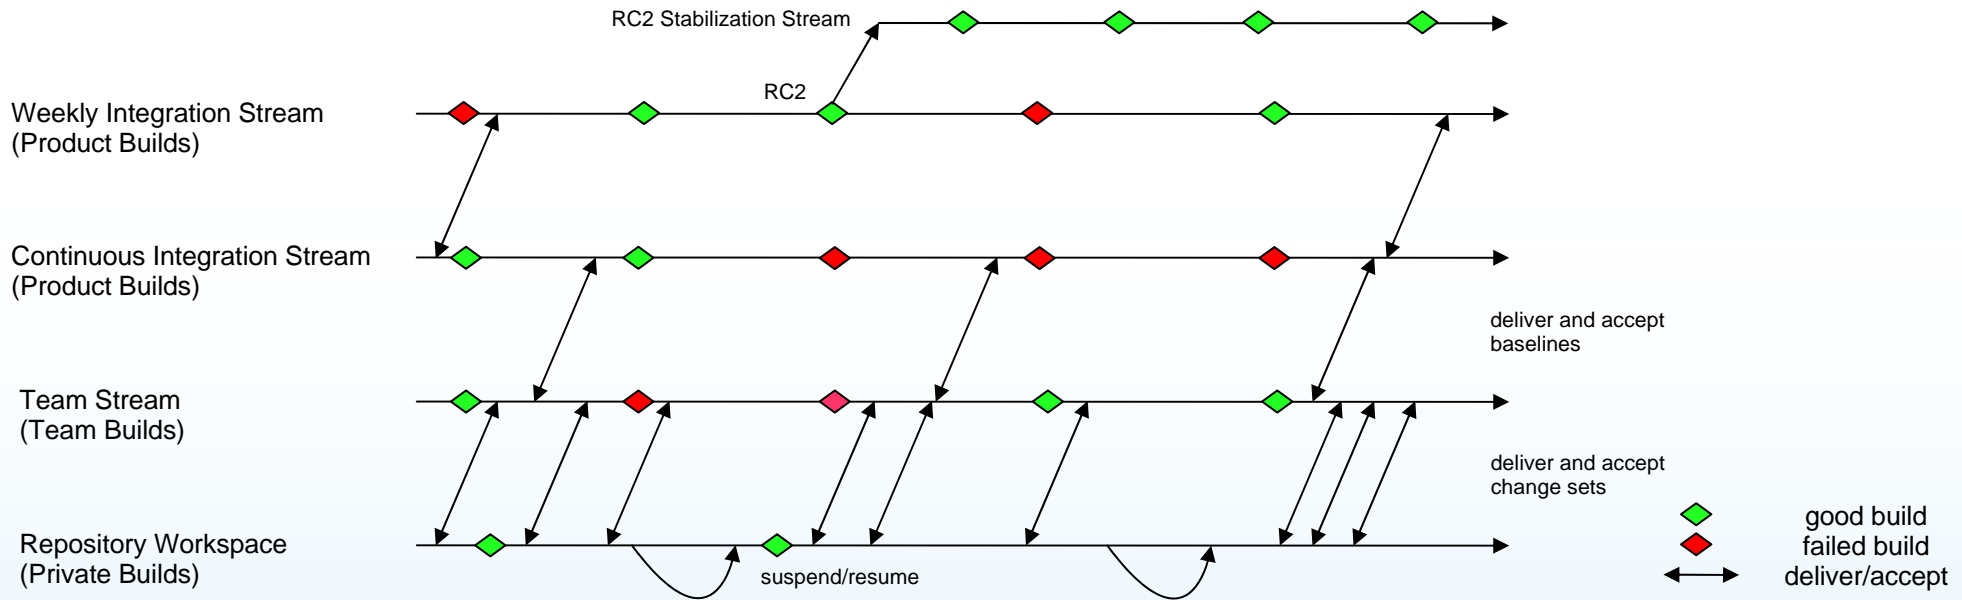 RC2 Stabilization Stream
RC2
Weekly Integration Stream
(Product Builds)
Continuous Integration Stream
(Product Builds)
deliver and accept
baselines
Team Stream
(Team Builds)
deliver and accept
change sets
Repository Workspace
(Private Builds)
suspend/resume
good build
failed build
deliver/accept